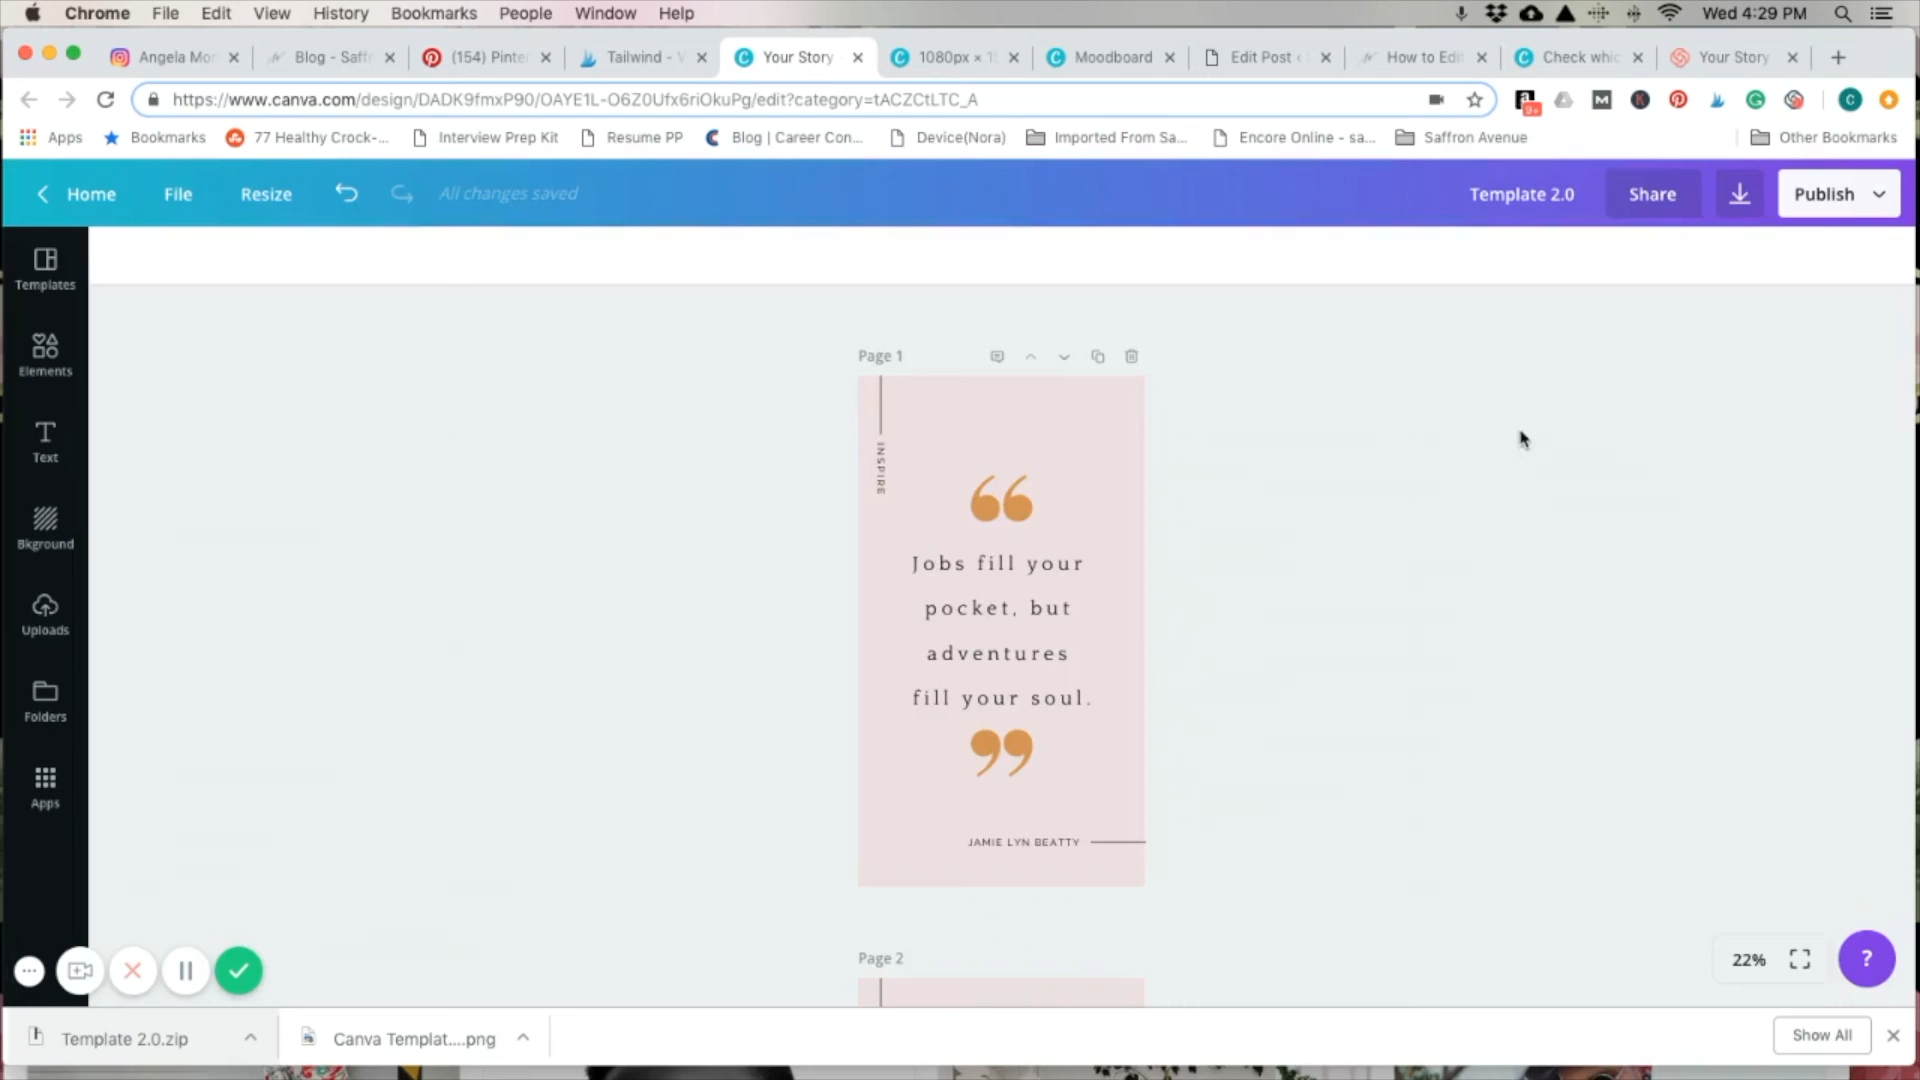 Chrome File Edit View History Bookmarks People Window Help Wed 4:29 PM
Angela Mor Blog - Saffr (154) Pinte Tailwind - V Your Story 1080px × 1 Moodboard Edit Post ‹ How to Edi Check whic Your Story
https://www.canva.com/design/DADK9fmxP90/OAYE1L-O6Z0Ufx6riOkuPg/edit?category=tACZCtLTC_A
9+ M K C
Apps Bookmarks 77 Healthy Crock-... Interview Prep Kit Resume PP Blog | Career Con... Device(Nora) Imported From Sa... Encore Online - sa... Saffron Avenue Other Bookmarks
Home File Resize All changes saved Template 2.0 Share Publish
Templates
Elements
Text
Bkground
Uploads
Folders
Apps
Page 1
INSPIRE
“
Jobs fill your
pocket, but
adventures
fill your soul.
”
JAMIE LYN BEATTY
Page 2
22% ?
Template 2.0.zip Canva Templat....png Show All